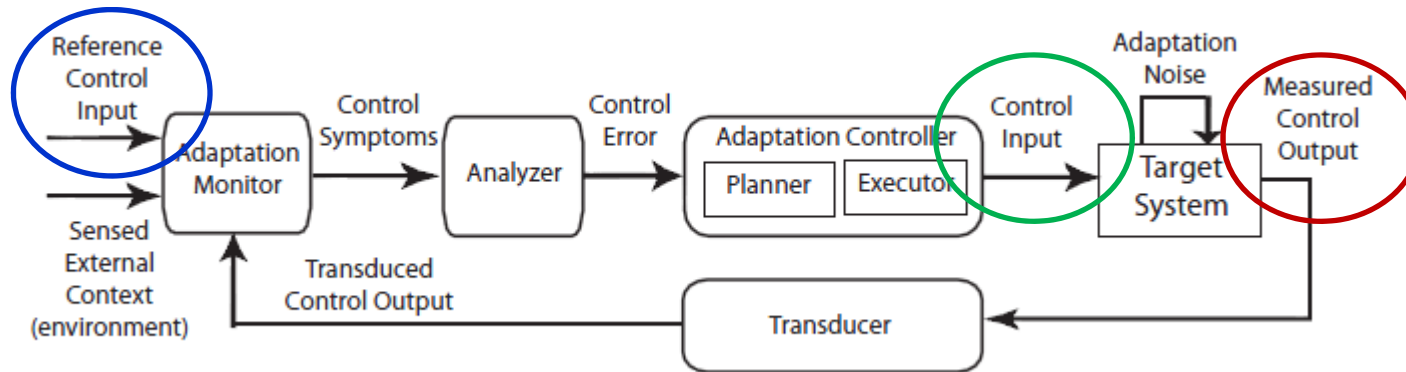 Reference
Control
Input
Adaptation
Monitor
Sensed
External
Context
(environment)
Control
Symptoms
Analyzer
Control
Error
Adaptation Controller
Planner
Executor
Control
Input
Adaptation
Noise
Target
System
Measured
Control
Output
Transduced
Control Output
Transducer